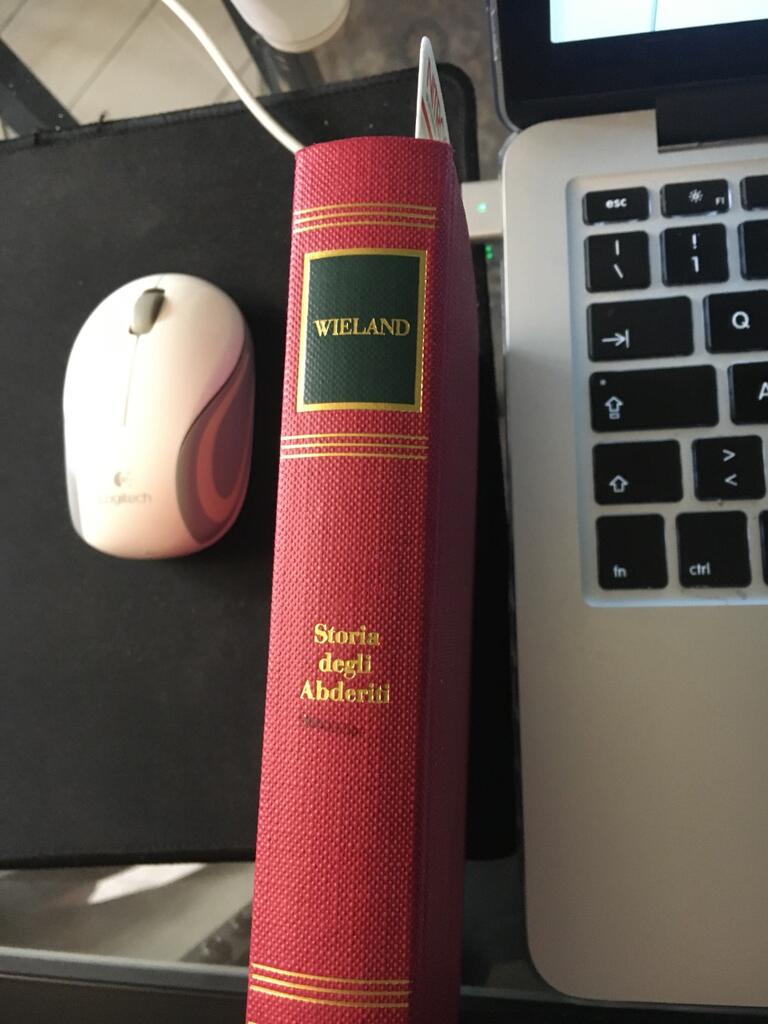 WIELAND
Storia
degli
Abderiti
Logitech
esc
F1
|
\
!
1
Q
A
>
<
fn
ctrl